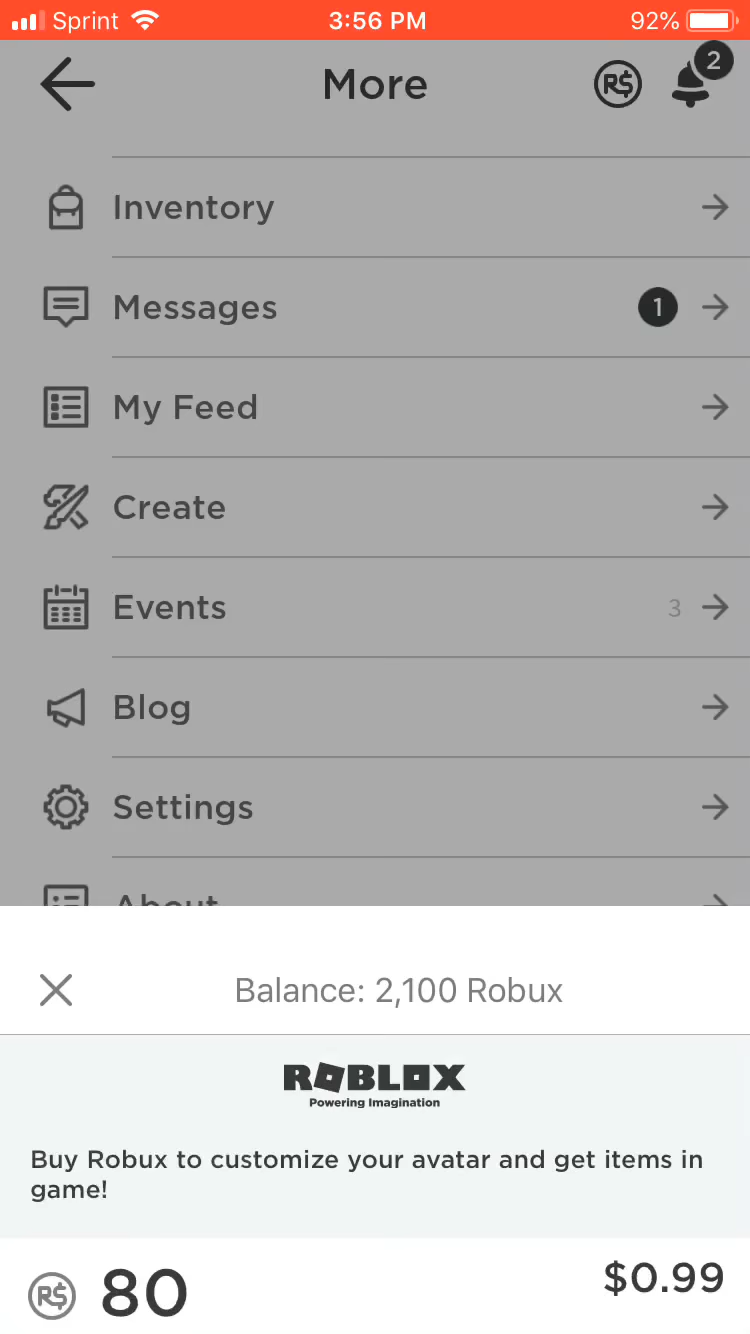 Sprint 3:56 PM 92%
More R$ 2
Inventory
Messages 1
My Feed
Create
Events 3
Blog
Settings
About
Balance: 2,100 Robux
ROBLOX
Powering Imagination
Buy Robux to customize your avatar and get items in
game!
R$ 80 $0.99